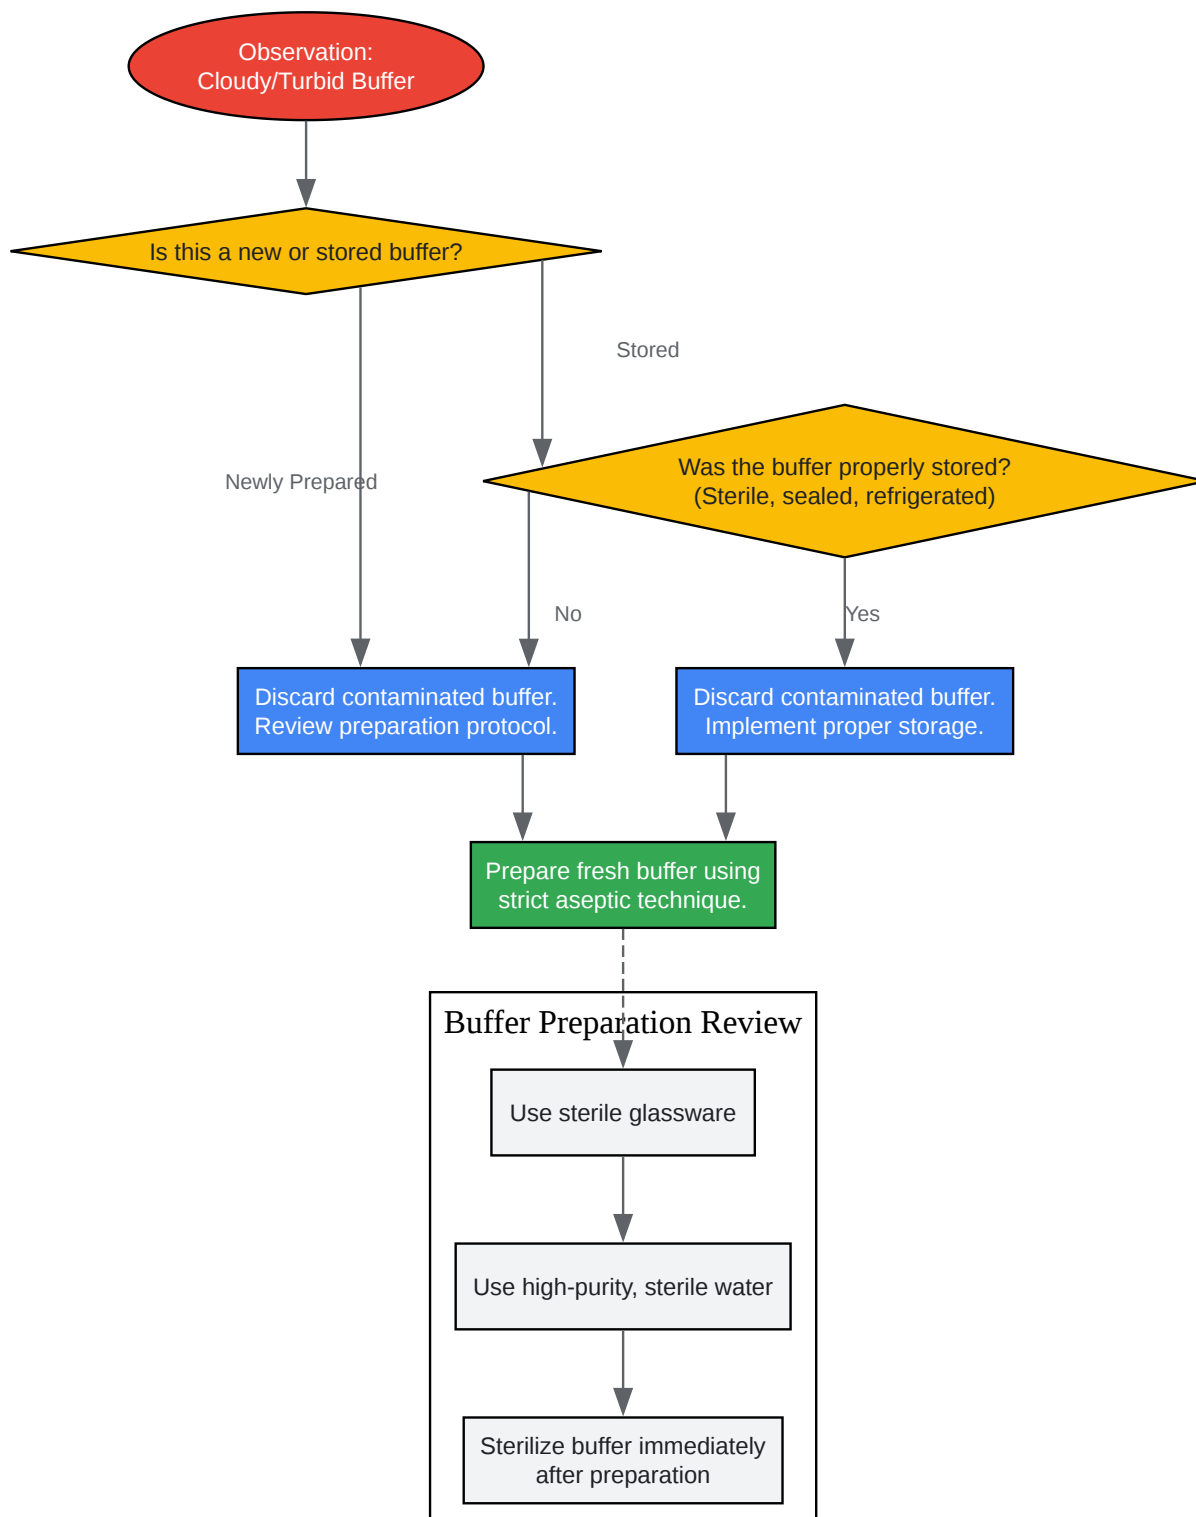 Observation:
Cloudy/Turbid Buffer
Is this a new or stored buffer?
Stored
Was the buffer properly stored?
(Sterile, sealed, refrigerated)
Newly Prepared
No
Yes
Discard contaminated buffer.
Review preparation protocol.
Discard contaminated buffer.
Implement proper storage.
Prepare fresh buffer using
strict aseptic technique.
Buffer Preparation Review
Use sterile glassware
Use high-purity, sterile water
Sterilize buffer immediately
after preparation